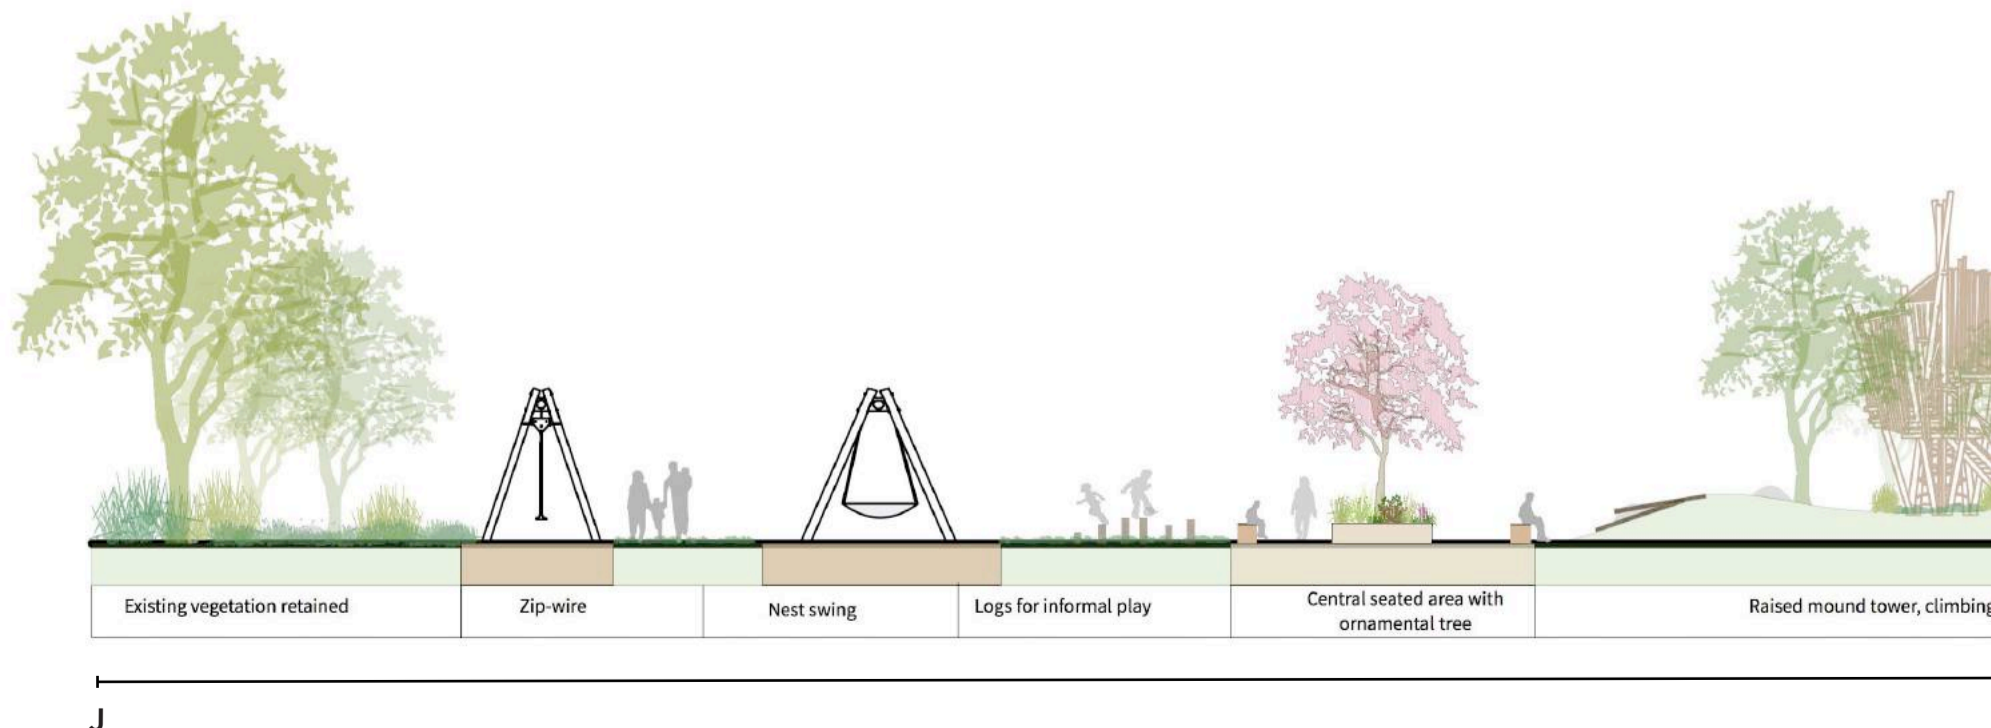 Existing vegetation retained
Zip-wire
Nest swing
Logs for informal play
Central seated area with
ornamental tree
Raised mound tower, climbing
J